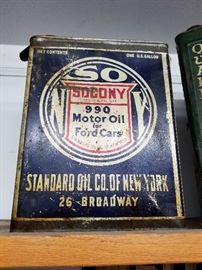 NET CONTENTS ONE U.S. GALLON
SO
N Y
SOCONY
990
Motor Oil
for
Ford Cars
STANDARD OIL CO. OF NEW YORK
26 BROADWAY